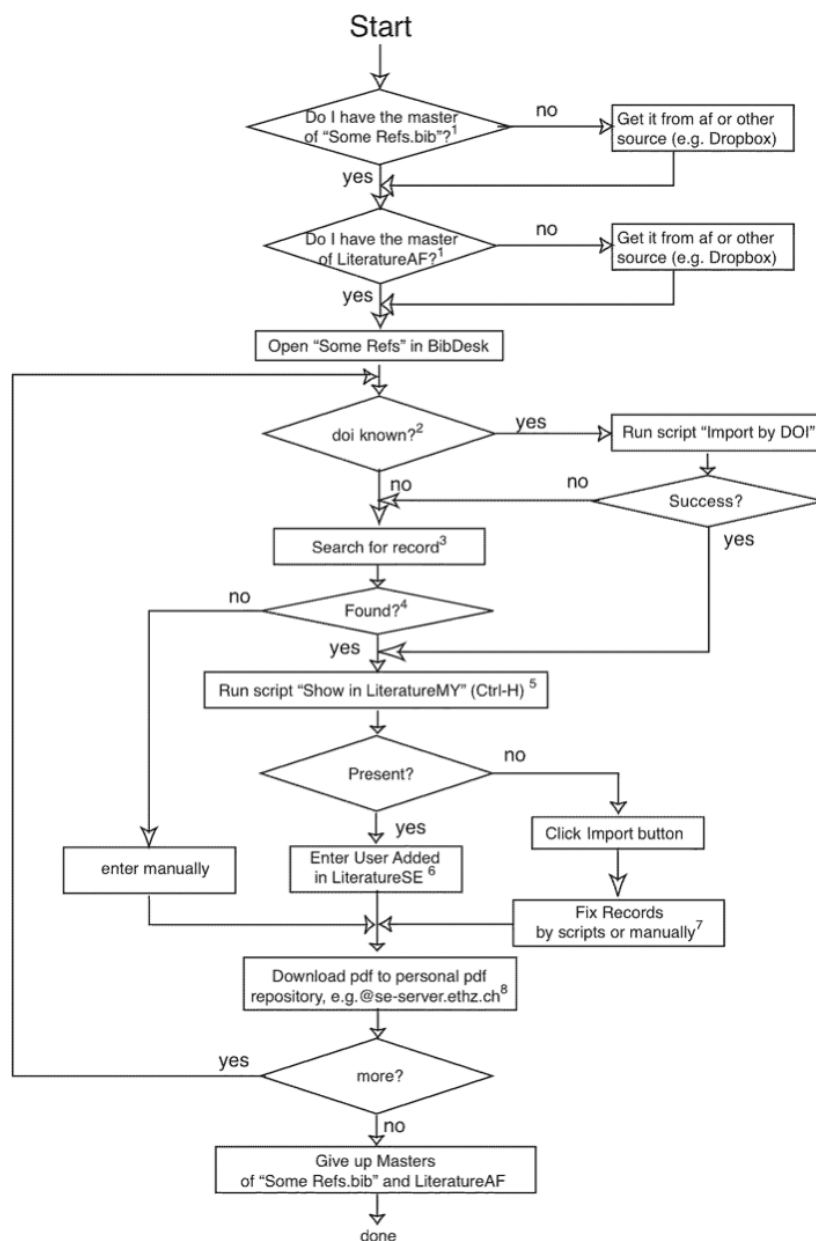 Start
Do I have the master
of “Some Refs.bib”?1
no
Get it from af or other
source (e.g. Dropbox)
yes
Do I have the master
of LiteratureAF?1
no
Get it from af or other
source (e.g. Dropbox)
yes
Open “Some Refs” in BibDesk
doi known?2
yes
Run script “Import by DOI”
no
no
Success?
yes
Search for record3
no
Found?4
yes
Run script “Show in LiteratureMY” (Ctrl-H) 5
Present?
no
yes
Click Import button
enter manually
Enter User Added
in LiteratureSE 6
Fix Records
by scripts or manually7
Download pdf to personal pdf
repository, e.g.@se-server.ethz.ch8
yes
more?
no
Give up Masters
of “Some Refs.bib” and LiteratureAF
done